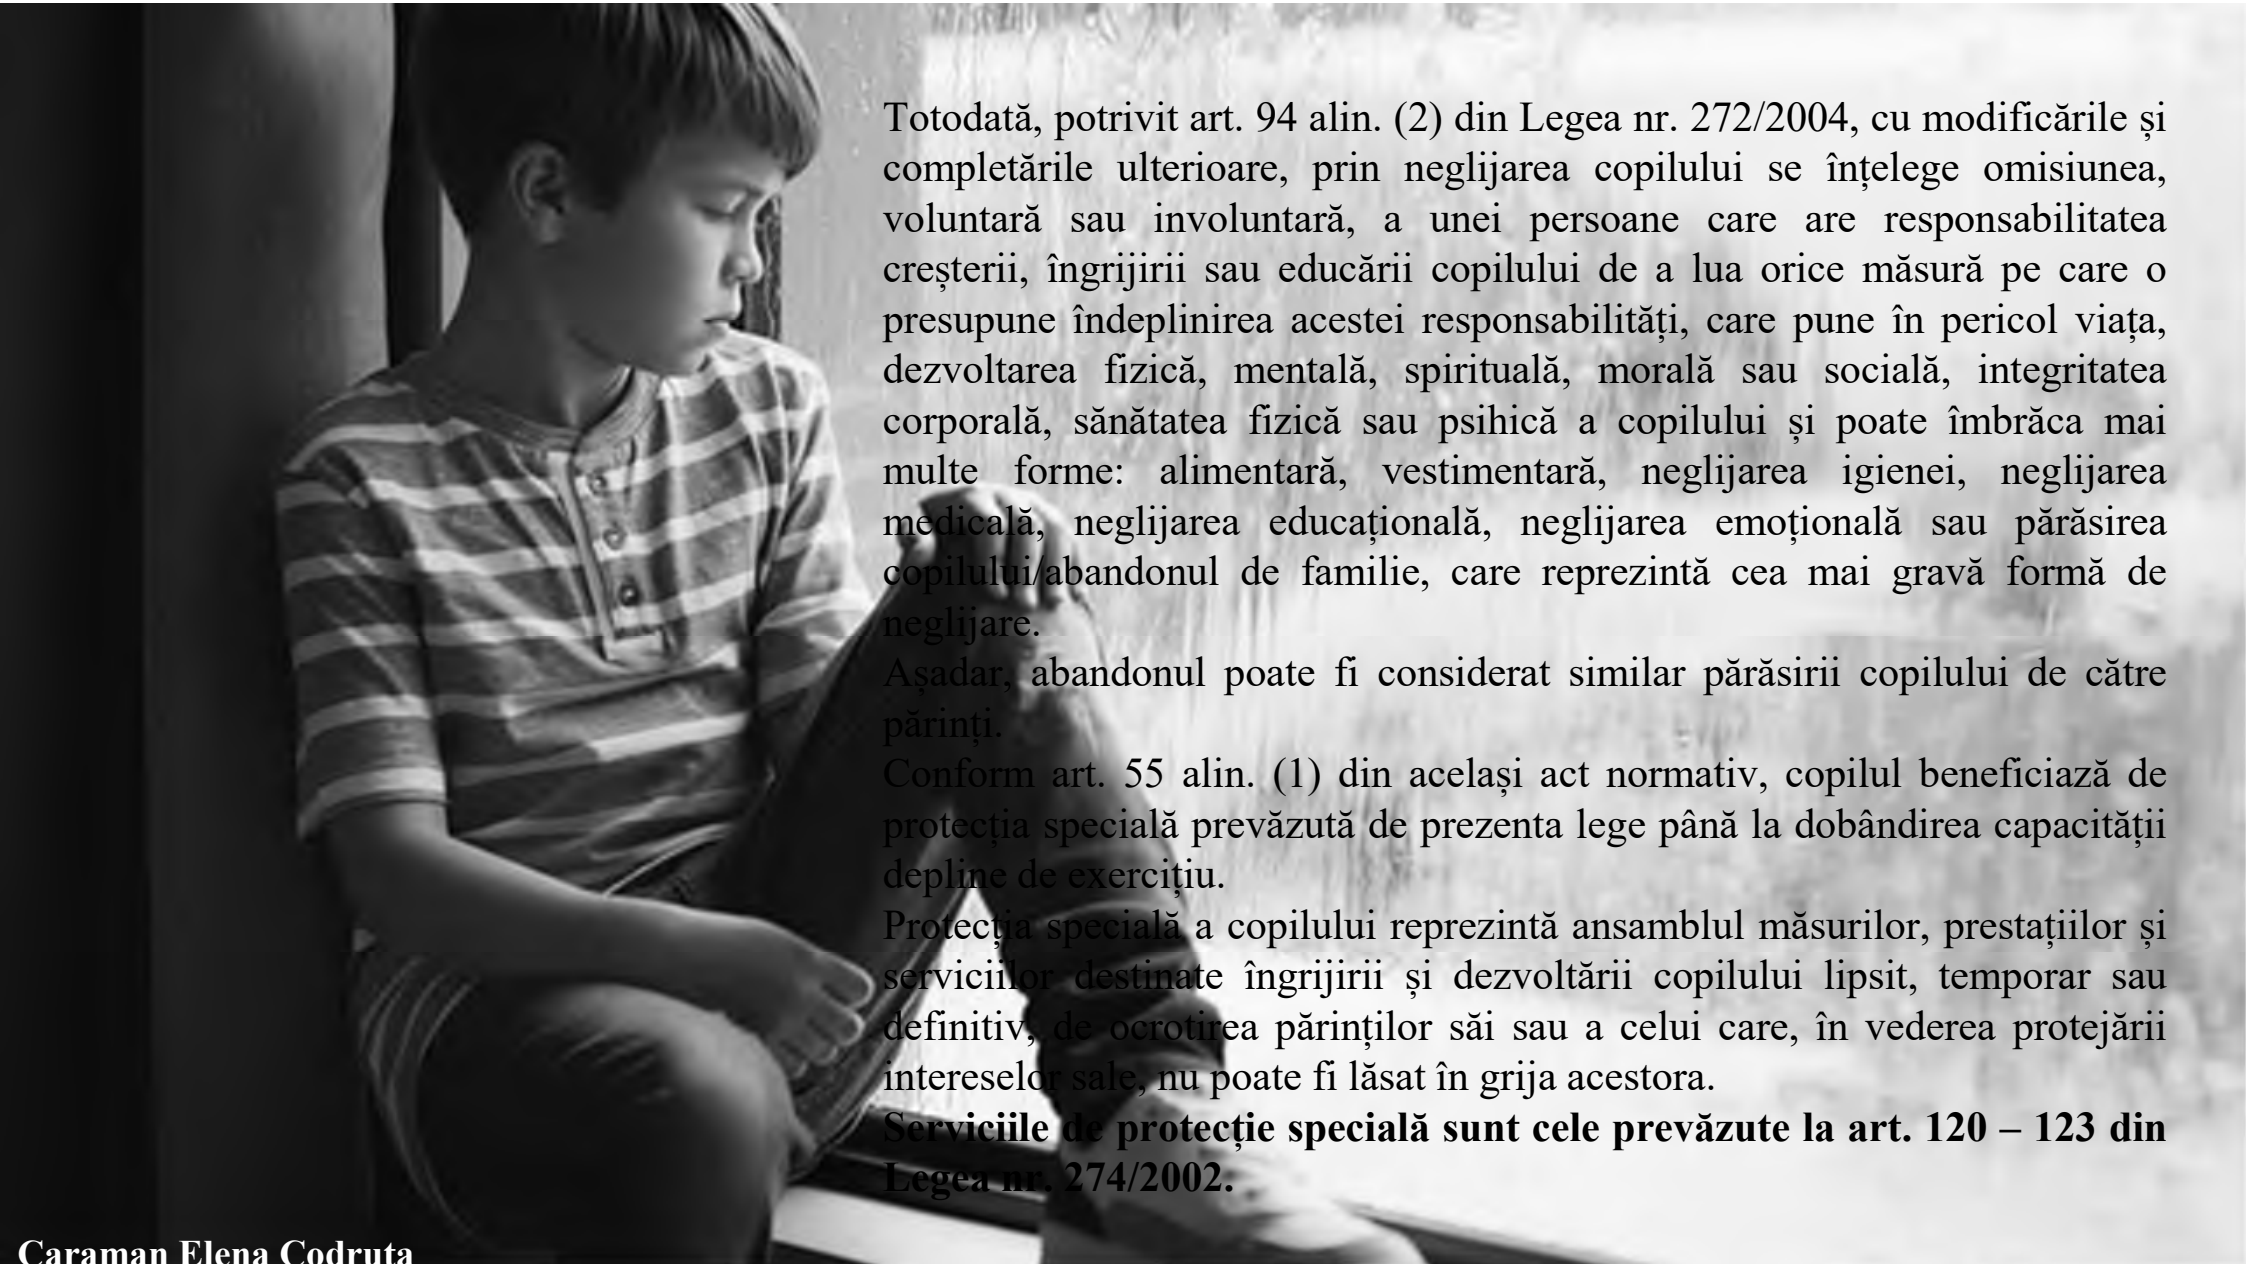 Totodată, potrivit art. 94 alin. (2) din Legea nr. 272/2004, cu modificările și
completările ulterioare, prin neglijarea copilului se înțelege omisiunea,
voluntară sau involuntară, a unei persoane care are responsabilitatea
creșterii, îngrijirii sau educării copilului de a lua orice măsură pe care o
presupune îndeplinirea acestei responsabilități, care pune în pericol viața,
dezvoltarea fizică, mentală, spirituală, morală sau socială, integritatea
corporală, sănătatea fizică sau psihică a copilului și poate îmbrăca mai
multe forme: alimentară, vestimentară, neglijarea igienei, neglijarea
medicală, neglijarea educațională, neglijarea emoțională sau părăsirea
copilului/abandonul de familie, care reprezintă cea mai gravă formă de
neglijare.
Așadar, abandonul poate fi considerat similar părăsirii copilului de către
părinți.
Conform art. 55 alin. (1) din același act normativ, copilul beneficiază de
protecția specială prevăzută de prezenta lege până la dobândirea capacității
depline de exercițiu.
Protecția specială a copilului reprezintă ansamblul măsurilor, prestațiilor și
serviciilor destinate îngrijirii și dezvoltării copilului lipsit, temporar sau
definitiv, de ocrotirea părinților săi sau a celui care, în vederea protejării
intereselor sale, nu poate fi lăsat în grija acestora.
Serviciile de protecție specială sunt cele prevăzute la art. 120 – 123 din
Legea nr. 274/2002.
Caraman Elena Codruta